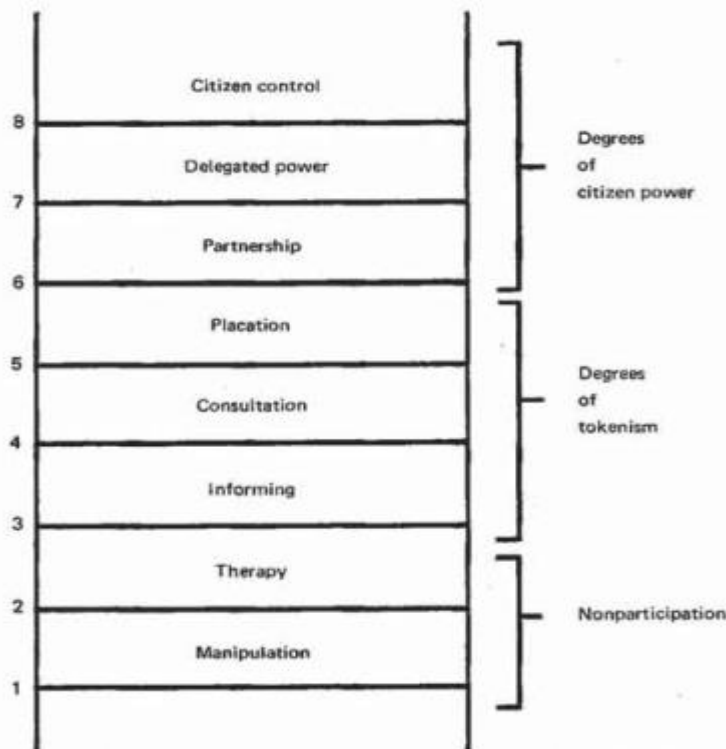 Citizen control
8
Delegated power
7
Partnership
6
Placation
5
Consultation
4
Informing
3
Therapy
2
Manipulation
1
Degrees
of
citizen power
Degrees
of
tokenism
Nonparticipation